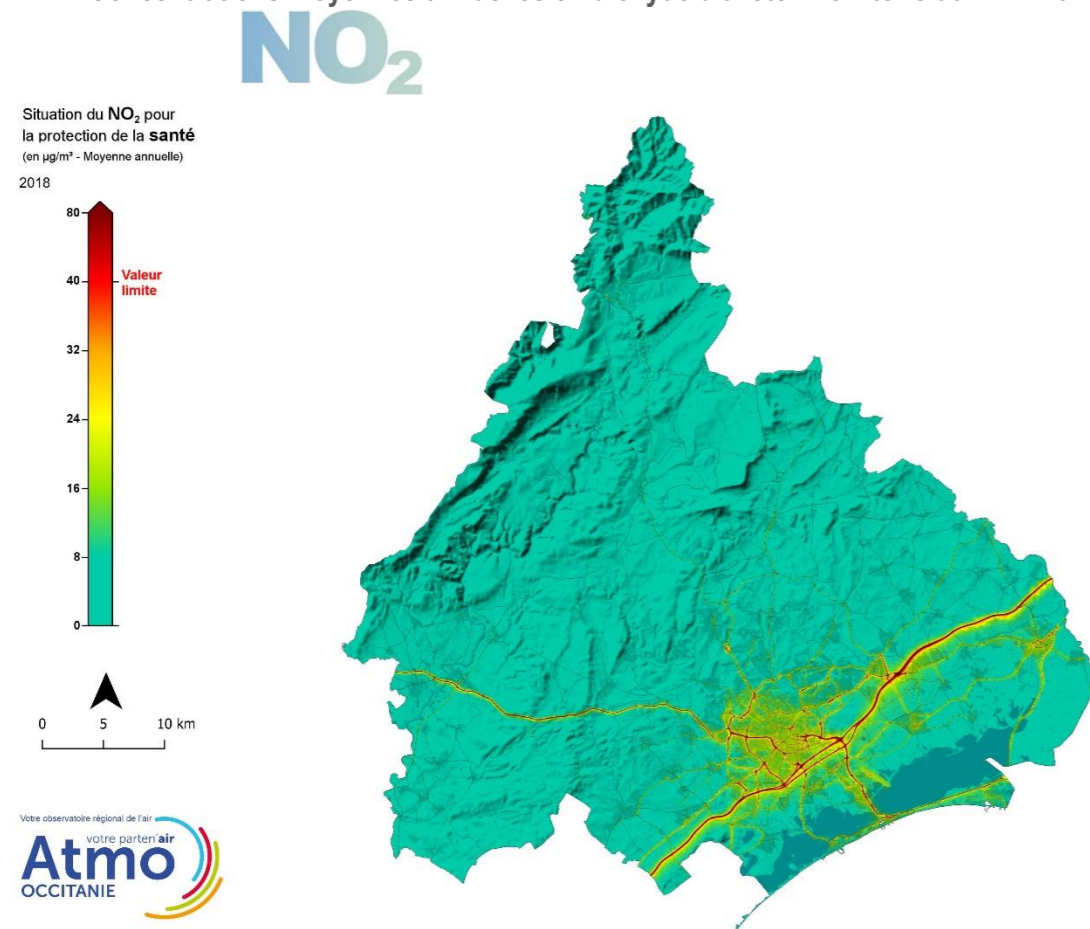 NO₂
Situation du NO₂ pour
la protection de la santé
(en µg/m³ - Moyenne annuelle)
2018
80
40
Valeur
limite
32
24
16
8
0
0 5 10 km
Votre observatoire régional de l'air
votre parten'air
Atmo
OCCITANIE